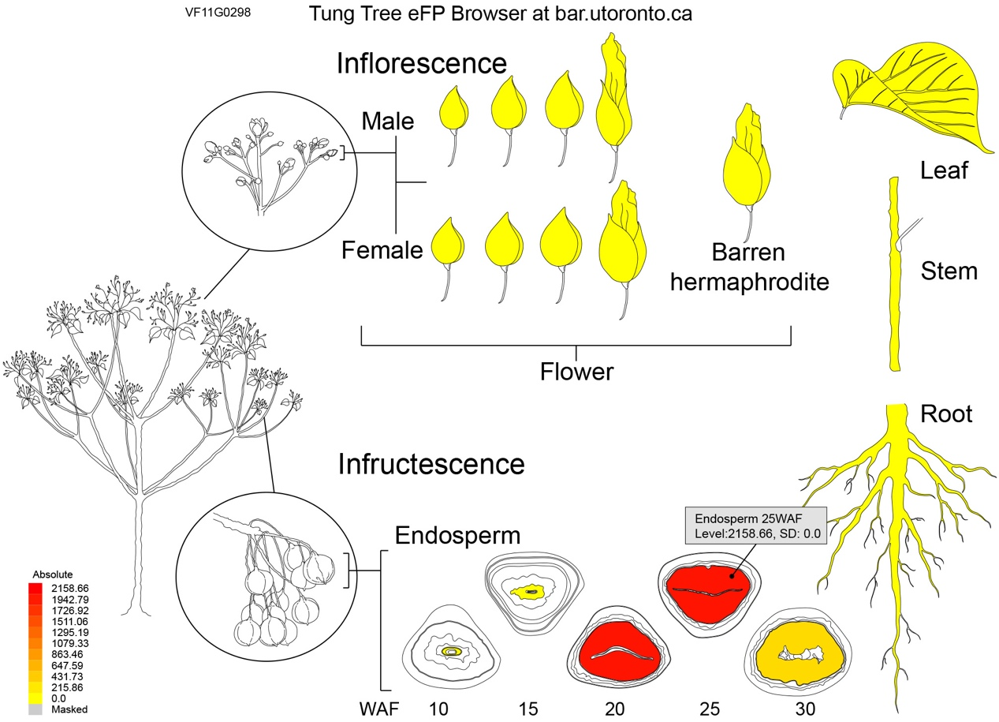 VF11G0298
Tung Tree eFP Browser at bar.utoronto.ca
Inflorescence
Male
Female
Barren
hermaphrodite
Flower
Leaf
Stem
Root
Infructescence
Endosperm
Endosperm 25WAF
Level:2158.66, SD: 0.0
WAF 10 15 20 25 30
Absolute
2158.66
1942.79
1726.92
1511.06
1295.19
1079.33
863.46
647.59
431.73
215.86
0.0
Masked